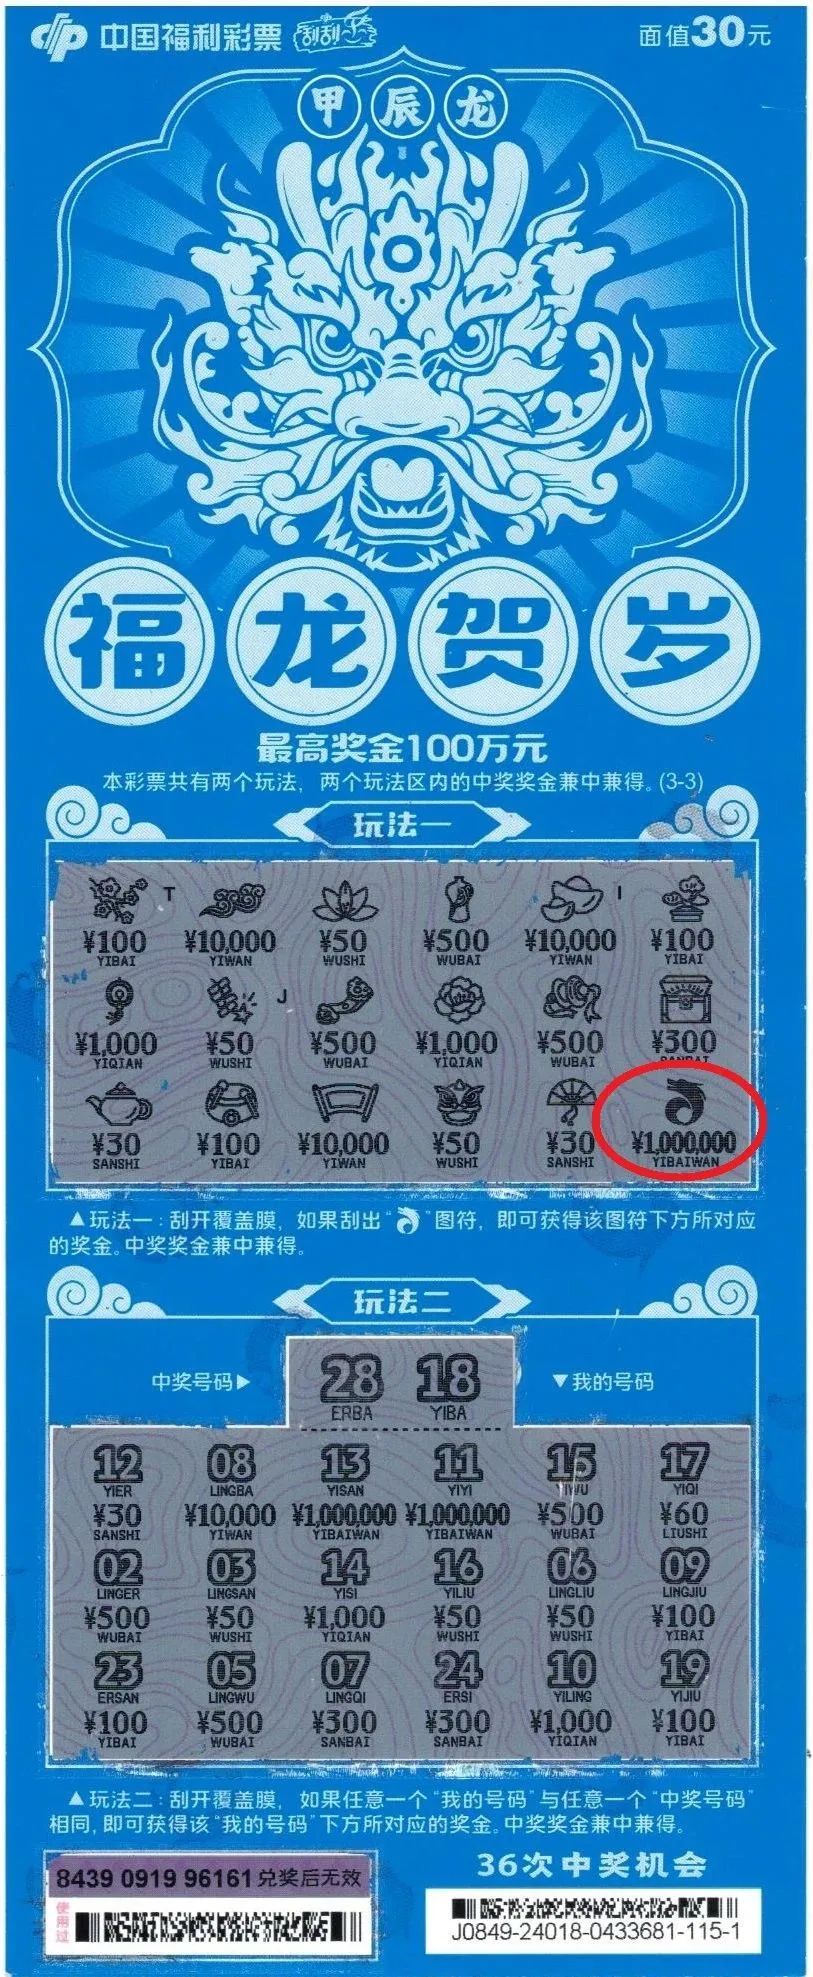 中国福利彩票 刮刮乐
面值30元
甲辰龙
福龙贺岁
最高奖金100万元
本彩票共有两个玩法，两个玩法区内的中奖奖金兼中兼得。(3-3)
玩法一
T I
¥100 ¥10,000 ¥50 ¥500 ¥10,000 ¥100
YIBAI YIWAN WUSHI WUBAI YIWAN YIBAI
J
¥1,000 ¥50 ¥500 ¥1,000 ¥500 ¥300
YIQIAN WUSHI WUBAI YIQIAN WUBAI SANBAI
¥30 ¥100 ¥10,000 ¥50 ¥30 ¥1,000,000
SANSHI YIBAI YIWAN WUSHI SANSHI YIBAIWAN
▲玩法一：刮开覆盖膜，如果刮出“ ”图符，即可获得该图符下方所对应
的奖金。中奖奖金兼中兼得。
玩法二
中奖号码▶ 28 18 ▼我的号码
ERBA YIBA
12 08 13 11 15 17
YIER LINGBA YISAN YIYI YIWU YIQI
¥30 ¥10,000 ¥1,000,000 ¥1,000,000 ¥500 ¥60
SANSHI YIWAN YIBAIWAN YIBAIWAN WUBAI LIUSHI
02 03 14 16 06 09
LINGER LINGSAN YISI YILIU LINGLIU LINGJIU
¥500 ¥50 ¥1,000 ¥50 ¥50 ¥100
WUBAI WUSHI YIQIAN WUSHI WUSHI YIBAI
23 05 07 24 10 19
ERSAN LINGWU LINGQI ERSI YILING YIJIU
¥100 ¥500 ¥300 ¥300 ¥1,000 ¥100
YIBAI WUBAI SANBAI SANBAI YIQIAN YIBAI
▲玩法二：刮开覆盖膜，如果任意一个“我的号码”与任意一个“中奖号码”
相同，即可获得该“我的号码”下方所对应的奖金。中奖奖金兼中兼得。
8439 0919 96161 兑奖后无效
使用过
36次中奖机会
J0849-24018-0433681-115-1